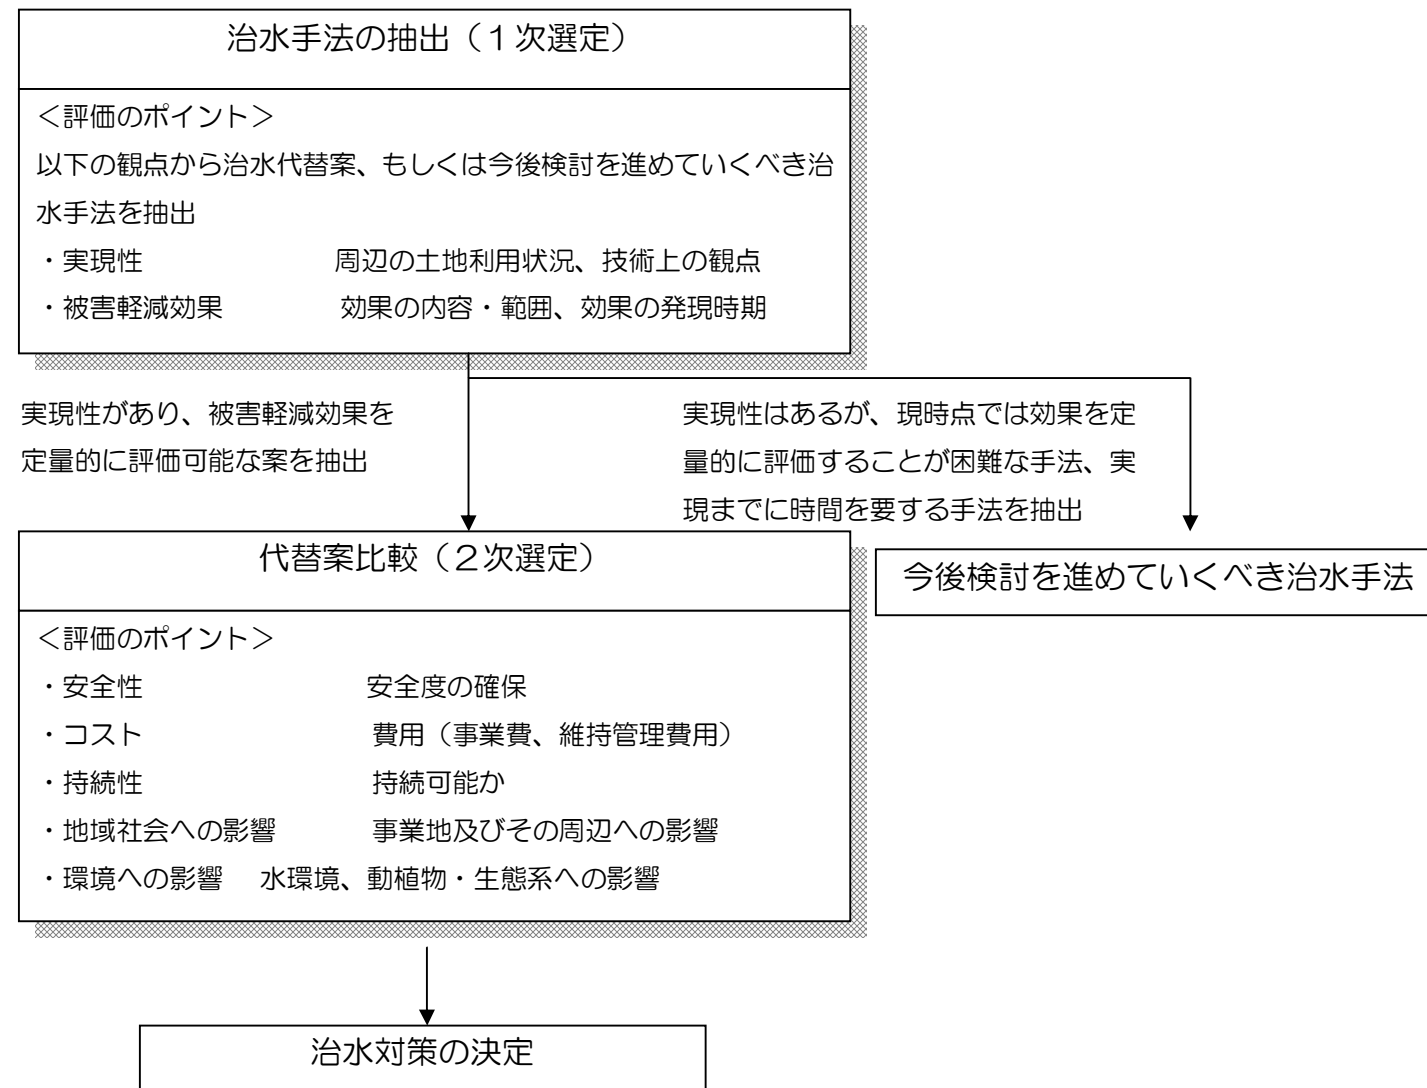 治水手法の抽出（１次選定）
＜評価のポイント＞
以下の観点から治水代替案、もしくは今後検討を進めていくべき治
水手法を抽出
・実現性 周辺の土地利用状況、技術上の観点
・被害軽減効果 効果の内容・範囲、効果の発現時期
実現性があり、被害軽減効果を
定量的に評価可能な案を抽出
実現性はあるが、現時点では効果を定
量的に評価することが困難な手法、実
現までに時間を要する手法を抽出
代替案比較（２次選定）
＜評価のポイント＞
・安全性 安全度の確保
・コスト 費用（事業費、維持管理費用）
・持続性 持続可能か
・地域社会への影響 事業地及びその周辺への影響
・環境への影響 水環境、動植物・生態系への影響
今後検討を進めていくべき治水手法
治水対策の決定